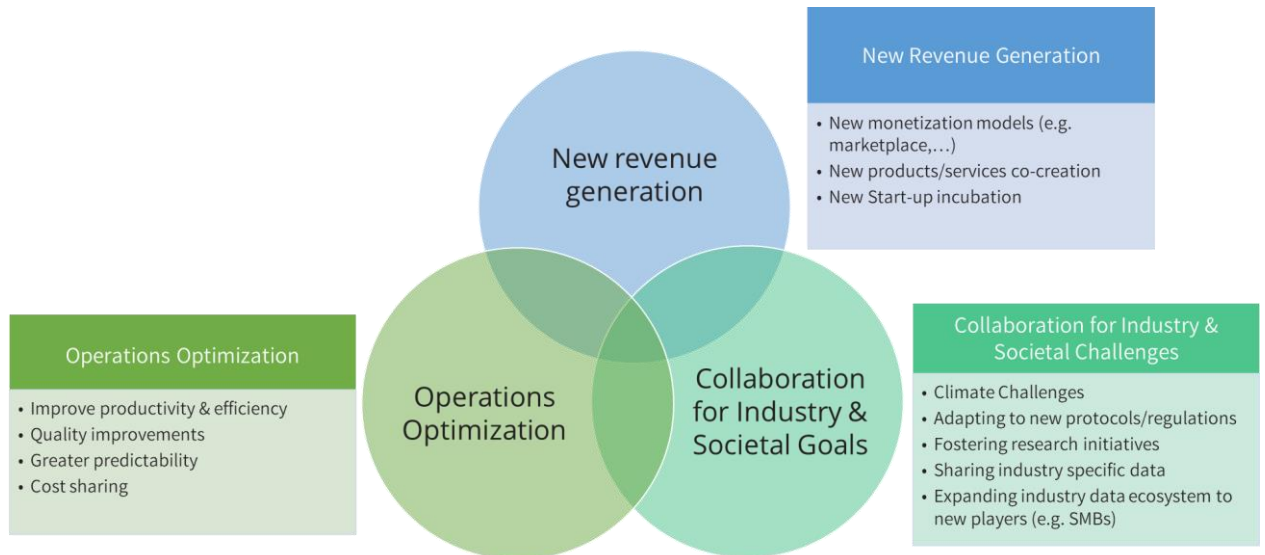 New Revenue Generation
• New monetization models (e.g.
marketplace,...)
• New products/services co-creation
• New Start-up incubation
New revenue
generation
Operations Optimization
• Improve productivity & efficiency
• Quality improvements
• Greater predictability
• Cost sharing
Operations
Optimization
Collaboration
for Industry &
Societal Goals
Collaboration for Industry &
Societal Challenges
• Climate Challenges
• Adapting to new protocols/regulations
• Fostering research initiatives
• Sharing industry specific data
• Expanding industry data ecosystem to
new players (e.g. SMBs)